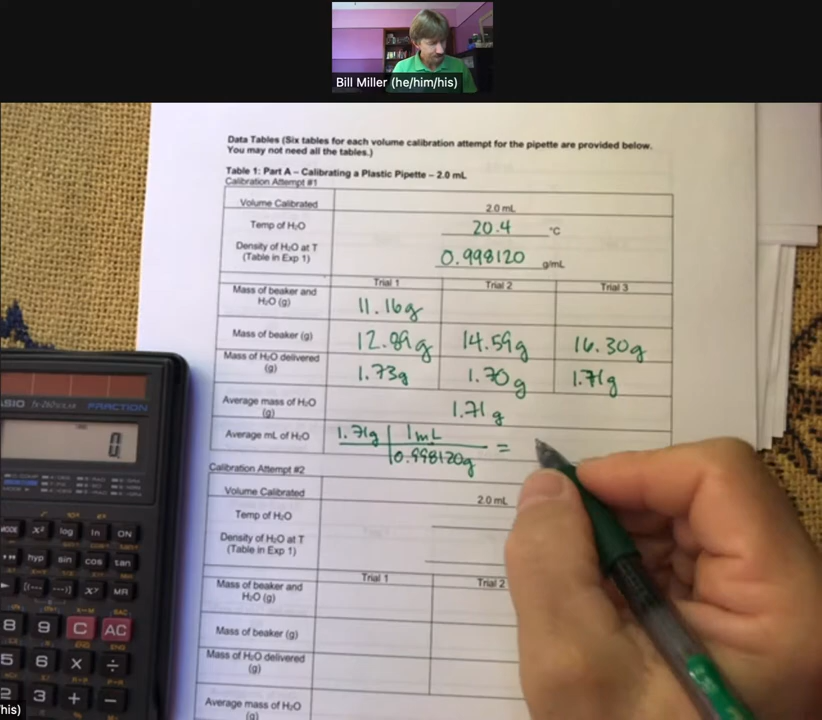 Bill Miller (he/him/his)
Data Tables (Six tables for each volume calibration attempt for the pipette are provided below.
You may not need all the tables.)
Table 1: Part A – Calibrating a Plastic Pipette – 2.0 mL
Calibration Attempt #1
Volume Calibrated 2.0 mL
Temp of H₂O 20.4 °C
Density of H₂O at T
(Table in Exp 1) 0.998120 g/mL
Trial 1 Trial 2 Trial 3
Mass of beaker and
H₂O (g) 11.16g
Mass of beaker (g) 12.89g 14.59g 16.30g
Mass of H₂O delivered
(g) 1.73g 1.70g 1.71g
Average mass of H₂O
(g) 1.71g
Average mL of H₂O 1.71g 1mL =
0.998120g
Calibration Attempt #2
Volume Calibrated 2.0 mL
Temp of H₂O
Density of H₂O at T
(Table in Exp 1)
Trial 1 Trial 2
Mass of beaker and
H₂O (g)
Mass of beaker (g)
Mass of H₂O delivered
(g)
Average mass of H₂O
(g)
FRACTION
0.
MODE x² log ln ON
hyp sin cos tan
MR
8 9 C AC
5 6 × ÷
2 3 + −
his)